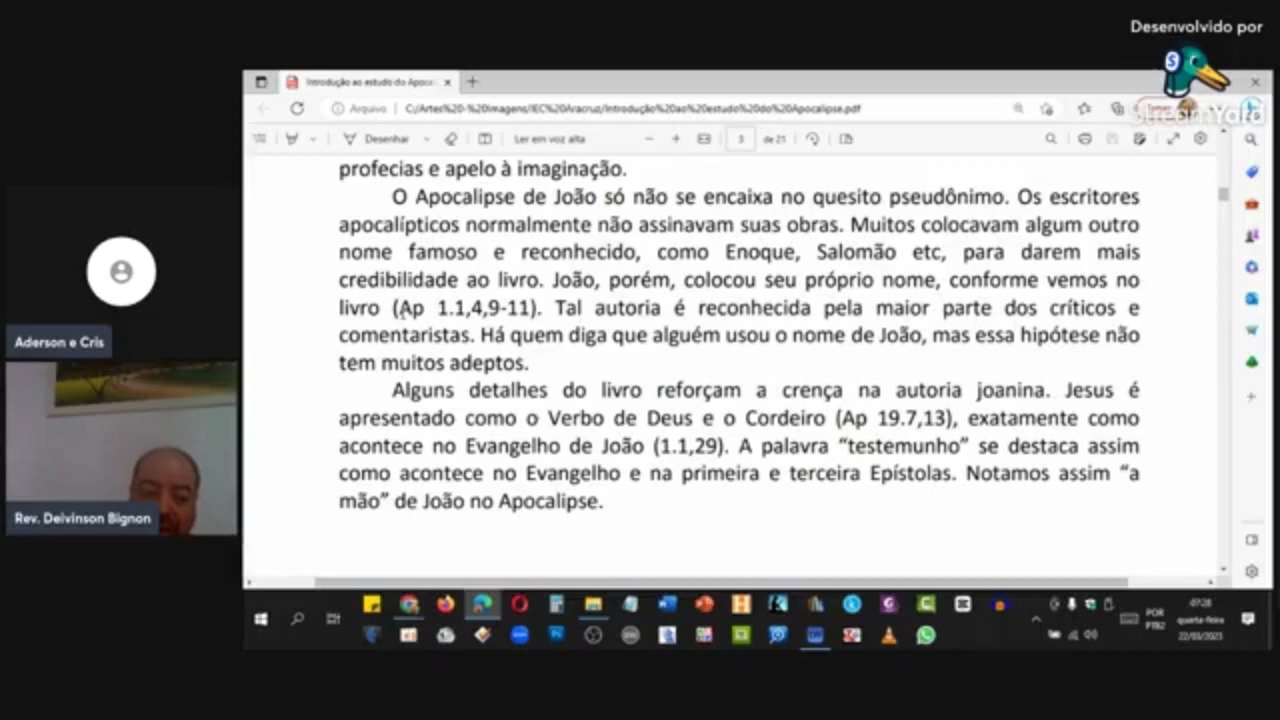 Desenvolvido por
StreamYard
Introdução ao estudo do Apoca
Arquivo
C:/Artes%20-%20Imagens/IEC%20Aracruz/Introdução%20ao%20estudo%20do%20Apocalipse.pdf
Desenhar
Ler em voz alta
3
de 21
profecias e apelo à imaginação.
O Apocalipse de João só não se encaixa no quesito pseudônimo. Os escritores
apocalípticos normalmente não assinavam suas obras. Muitos colocavam algum outro
nome famoso e reconhecido, como Enoque, Salomão etc, para darem mais
credibilidade ao livro. João, porém, colocou seu próprio nome, conforme vemos no
livro (Ap 1.1,4,9-11). Tal autoria é reconhecida pela maior parte dos críticos e
comentaristas. Há quem diga que alguém usou o nome de João, mas essa hipótese não
tem muitos adeptos.
Alguns detalhes do livro reforçam a crença na autoria joanina. Jesus é
apresentado como o Verbo de Deus e o Cordeiro (Ap 19.7,13), exatamente como
acontece no Evangelho de João (1.1,29). A palavra “testemunho” se destaca assim
como acontece no Evangelho e na primeira e terceira Epístolas. Notamos assim “a
mão” de João no Apocalipse.
Aderson e Cris
Rev. Deivinson Bignon
POR
PTB2
07:28
quarta-feira
22/03/2023